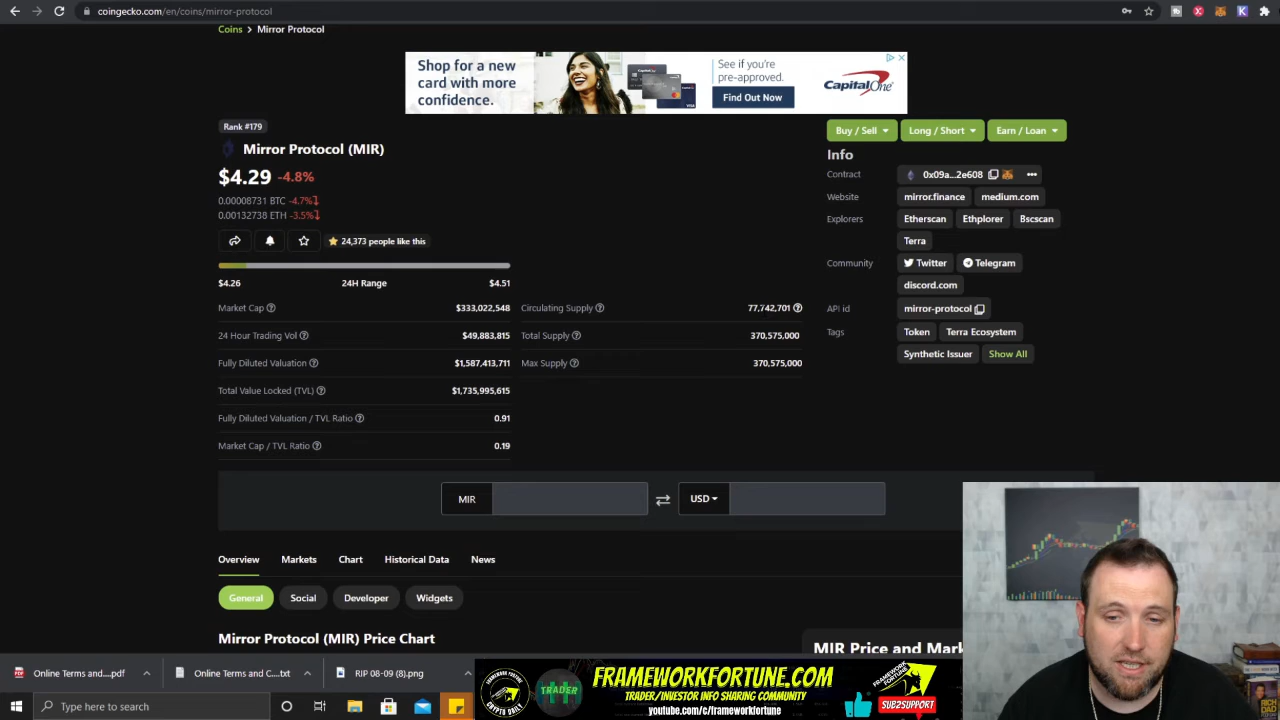 coingecko.com/en/coins/mirror-protocol
Coins > Mirror Protocol
Shop for a new
card with more
confidence.
See if you're
pre-approved.
Find Out Now
Capital One
Rank #179
Mirror Protocol (MIR)
$4.29 -4.8%
0.00008731 BTC -4.7%
0.00132738 ETH -3.5%
24,373 people like this
$4.26 24H Range $4.51
Market Cap $333,022,548
24 Hour Trading Vol $49,883,815
Fully Diluted Valuation $1,587,413,711
Total Value Locked (TVL) $1,735,995,615
Fully Diluted Valuation / TVL Ratio 0.91
Market Cap / TVL Ratio 0.19
Circulating Supply 77,742,701
Total Supply 370,575,000
Max Supply 370,575,000
Buy / Sell Long / Short Earn / Loan
Info
Contract 0x09a...2e608
Website mirror.finance medium.com
Explorers Etherscan Ethplorer Bscscan
Terra
Community Twitter Telegram
discord.com
API id mirror-protocol
Tags Token Terra Ecosystem
Synthetic Issuer Show All
MIR USD
Overview Markets Chart Historical Data News
General Social Developer Widgets
Mirror Protocol (MIR) Price Chart
MIR Price and Mark
Online Terms and....pdf Online Terms and C....txt RIP 08-09 (8).png
Type here to search
TRADER
FRAMEWORKFORTUNE.COM
TRADER/INVESTOR INFO SHARING COMMUNITY
youtube.com/c/frameworkfortune
SUB2SUPPORT
RICH
DAD